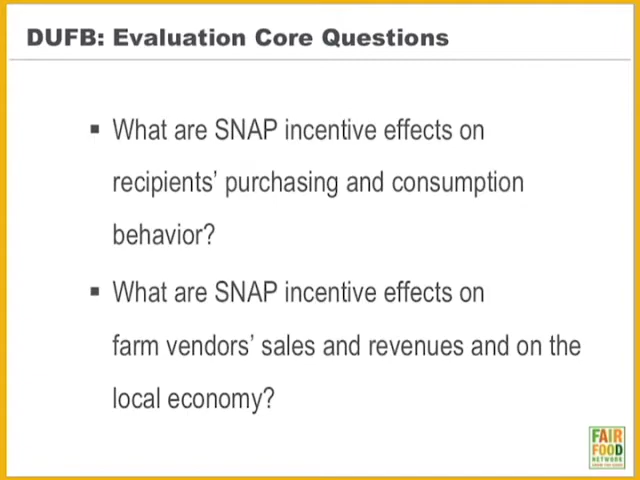 DUFB: Evaluation Core Questions
▪ What are SNAP incentive effects on
recipients’ purchasing and consumption
behavior?
▪ What are SNAP incentive effects on
farm vendors’ sales and revenues and on the
local economy?
FAIR
FOOD
NETWORK